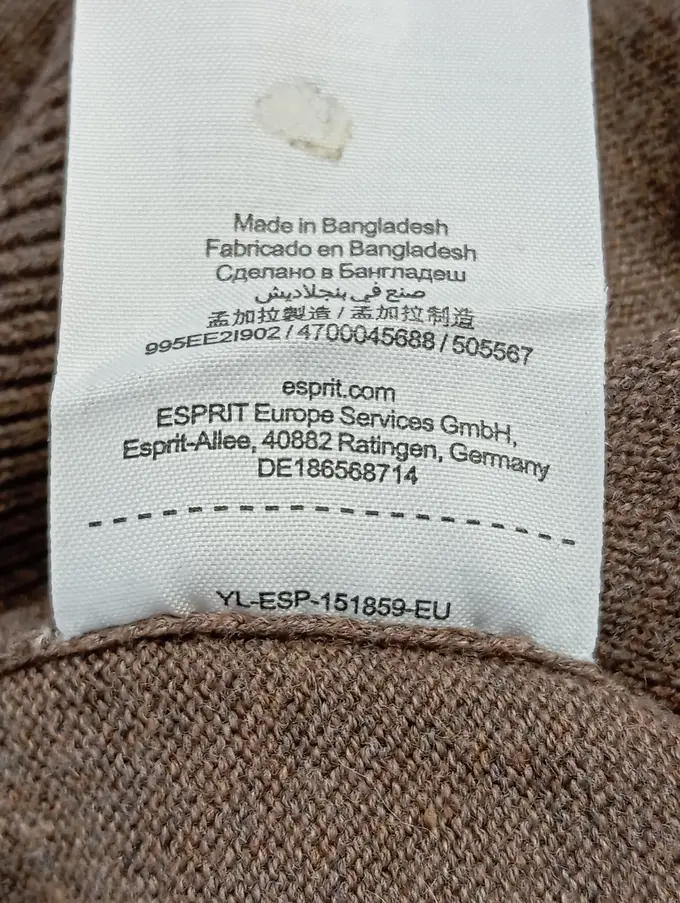 Made in Bangladesh
Fabricado en Bangladesh
Сделано в Бангладеш
صنع في بنجلاديش
孟加拉製造 / 孟加拉制造
995EE2I902 / 4700045688 / 505567
esprit.com
ESPRIT Europe Services GmbH,
Esprit-Allee, 40882 Ratingen, Germany
DE186568714
YL-ESP-151859-EU